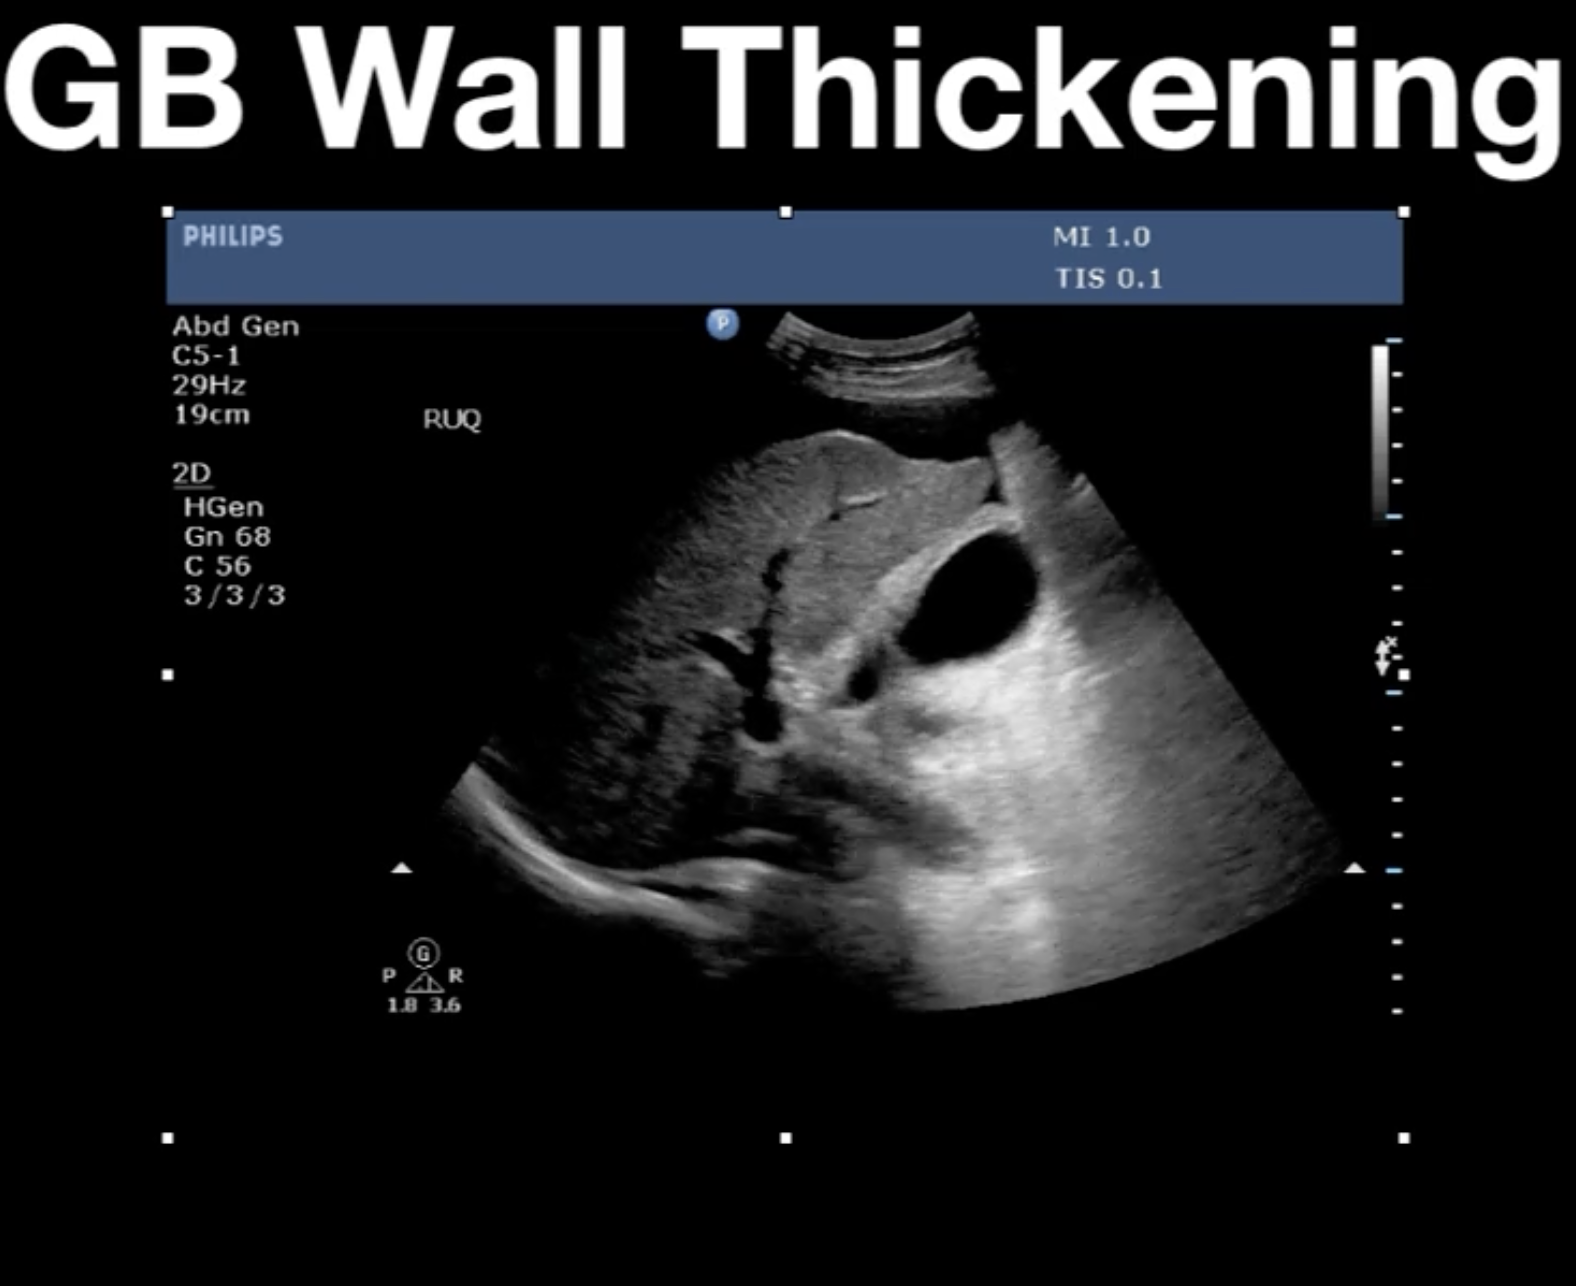 GB Wall Thickening
PHILIPS
MI 1.0
TIS 0.1
Abd Gen
C5-1
29Hz
19cm
RUQ
2D
HGen
Gn 68
C 56
3/3/3
P
G
P R
1.8 3.6